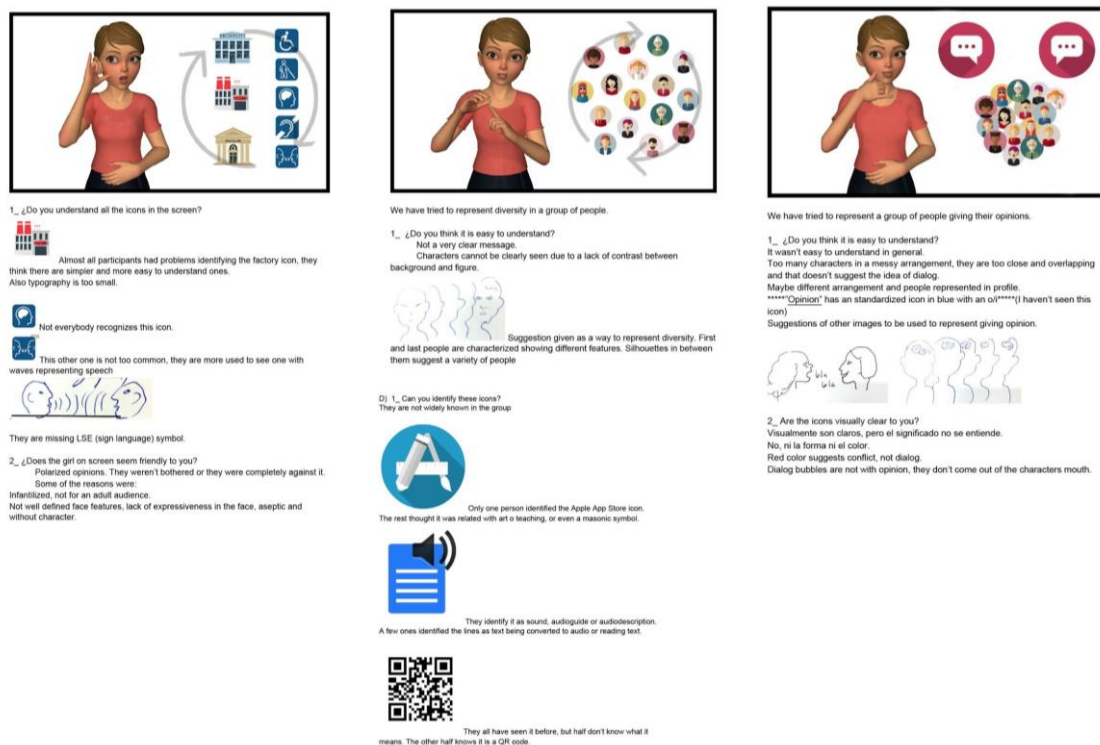 1_ ¿Do you understand all the icons in the screen?
Almost all participants had problems identifying the factory icon, they
think there are simpler and more easy to understand ones.
Also typography is too small.
Not everybody recognizes this icon.
This other one is not too common, they are more used to see one with
waves representing speech
They are missing LSE (sign language) symbol.
2_ ¿Does the girl on screen seem friendly to you?
Polarized opinions. They weren't bothered or they were completely against it.
Some of the reasons were:
Infantilized, not for an adult audience.
Not well defined face features, lack of expressiveness in the face, aseptic and
without character.
We have tried to represent diversity in a group of people.
1_ ¿Do you think it is easy to understand?
Not a very clear message.
Characters cannot be clearly seen due to a lack of contrast between
background and figure.
Suggestion given as a way to represent diversity. First
and last people are characterized showing different features. Silhouettes in between
them suggest a variety of people
D) 1_ Can you identify these icons?
They are not widely known in the group
Only one person identified the Apple App Store icon.
The rest thought it was related with art o teaching, or even a masonic symbol.
They identify it as sound, audioguide or audiodescription.
A few ones identified the lines as text being converted to audio or reading text.
They all have seen it before, but half don't know what it
means. The other half knows it is a QR code.
We have tried to represent a group of people giving their opinions.
1_ ¿Do you think it is easy to understand?
It wasn't easy to understand in general.
Too many characters in a messy arrangement, they are too close and overlapping
and that doesn't suggest the idea of dialog.
Maybe different arrangement and people represented in profile.
*****"Opinion" has an standardized icon in blue with an o/i*****(I haven't seen this
icon)
Suggestions of other images to be used to represent giving opinion.
bla
bla
2_ Are the icons visually clear to you?
Visualmente son claros, pero el significado no se entiende.
No, ni la forma ni el color.
Red color suggests conflict, not dialog.
Dialog bubbles are not with opinion, they don't come out of the characters mouth.